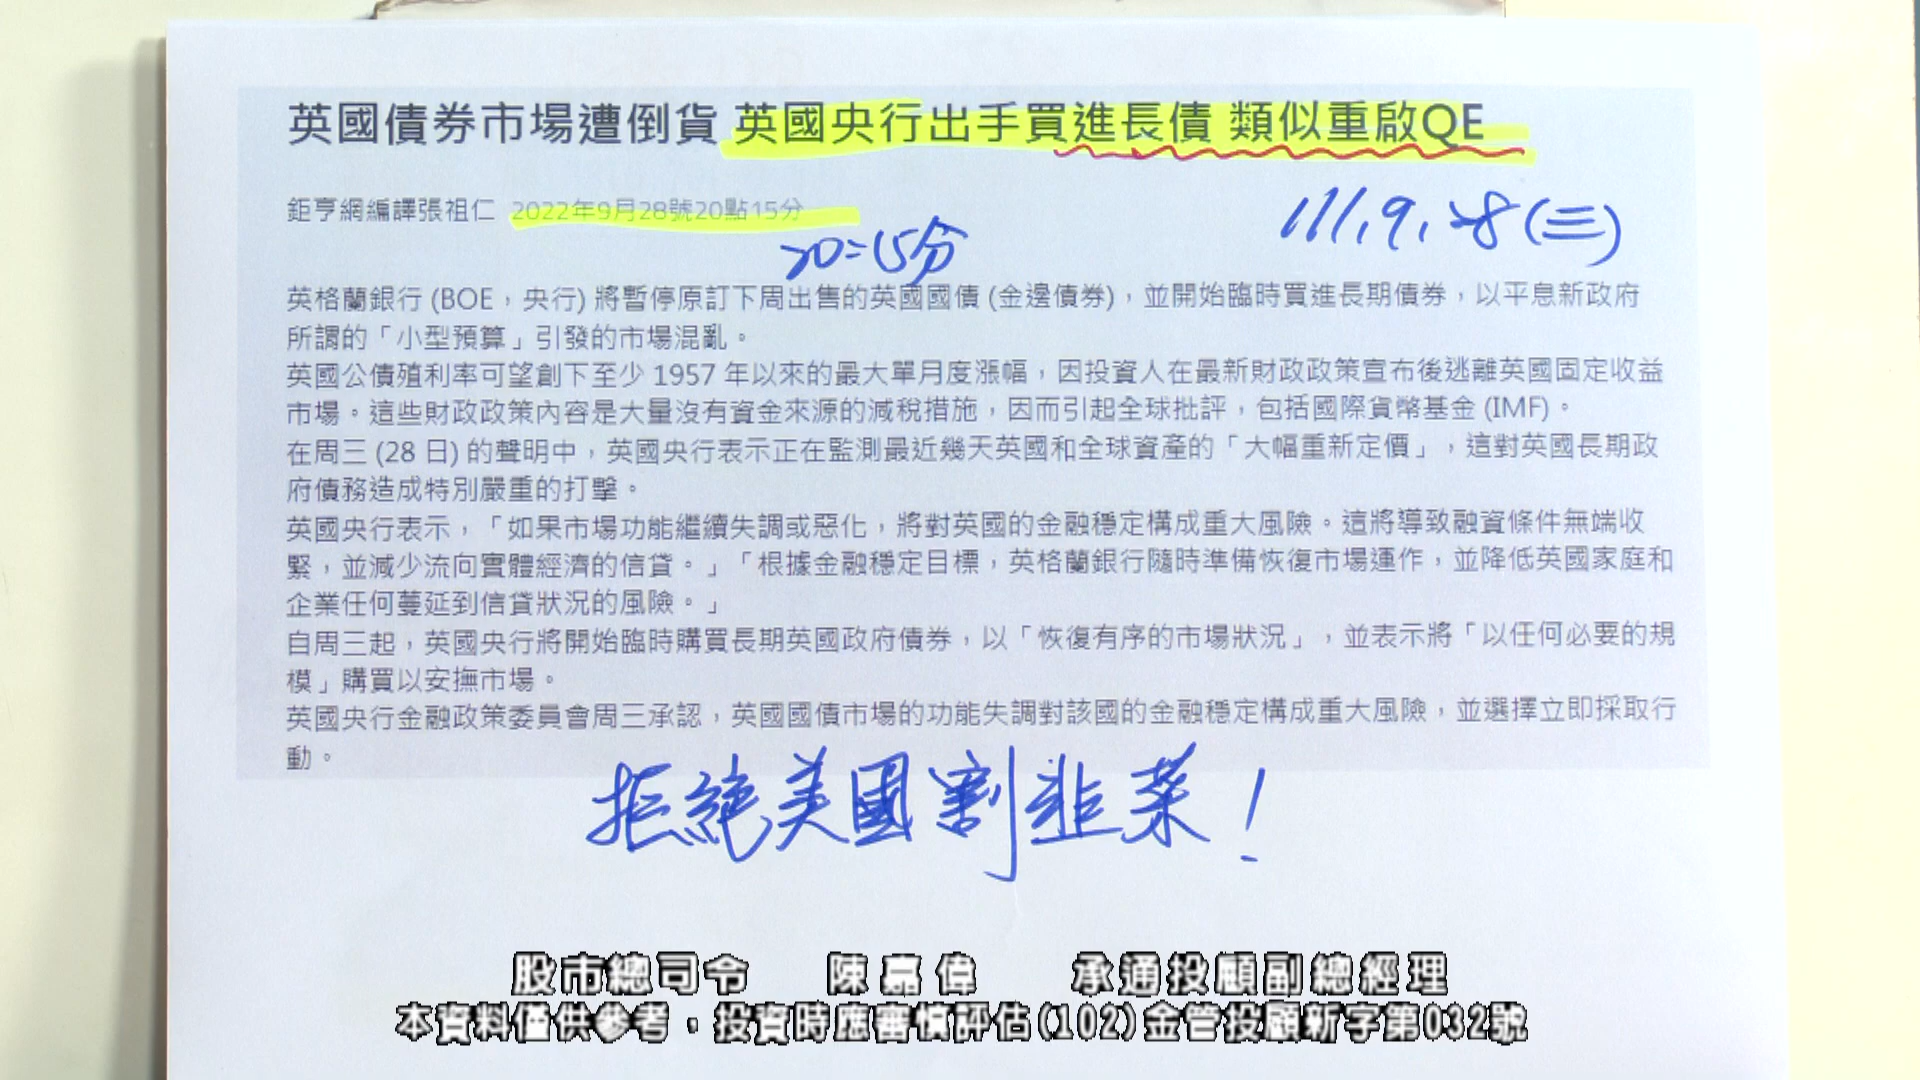 英國債券市場遭倒貨 英國央行出手買進長債 類似重啟QE
鉅亨網編譯張祖仁 2022年9月28號20點15分
111,9,28(三)
20=15分
英格蘭銀行 (BOE，央行) 將暫停原訂下周出售的英國國債 (金邊債券)，並開始臨時買進長期債券，以平息新政府
所謂的「小型預算」引發的市場混亂。
英國公債殖利率可望創下至少 1957 年以來的最大單月度漲幅，因投資人在最新財政政策宣布後逃離英國固定收益
市場。這些財政政策內容是大量沒有資金來源的減稅措施，因而引起全球批評，包括國際貨幣基金 (IMF)。
在周三 (28 日) 的聲明中，英國央行表示正在監測最近幾天英國和全球資產的「大幅重新定價」，這對英國長期政
府債務造成特別嚴重的打擊。
英國央行表示，「如果市場功能繼續失調或惡化，將對英國的金融穩定構成重大風險。這將導致融資條件無端收
緊，並減少流向實體經濟的信貸。」「根據金融穩定目標，英格蘭銀行隨時準備恢復市場運作，並降低英國家庭和
企業任何蔓延到信貸狀況的風險。」
自周三起，英國央行將開始臨時購買長期英國政府債券，以「恢復有序的市場狀況」，並表示將「以任何必要的規
模」購買以安撫市場。
英國央行金融政策委員會周三承認，英國國債市場的功能失調對該國的金融穩定構成重大風險，並選擇立即採取行
動。
拒絕美國割韭菜！
股市總司令 陳嘉偉 承通投顧副總經理
本資料僅供參考，投資時應審慎評估(102)金管投顧新字第032號